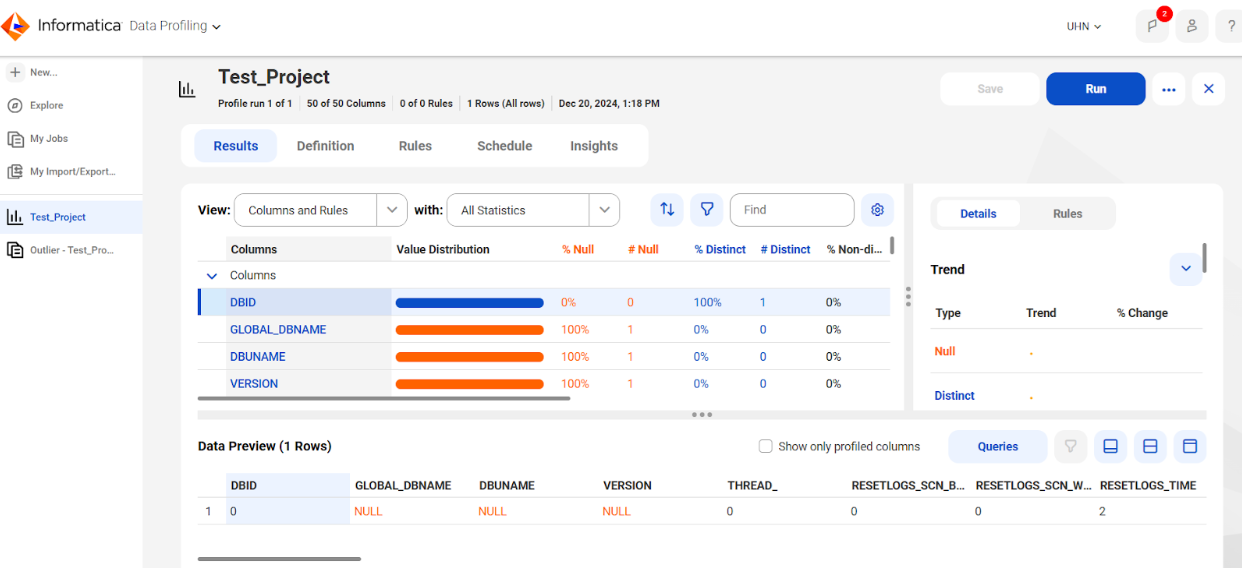 Informatica Data Profiling UHN 2 ?
New...
Explore
My Jobs
My Import/Export...
Test_Project
Outlier - Test_Pro...
Test_Project
Profile run 1 of 1 50 of 50 Columns 0 of 0 Rules 1 Rows (All rows) Dec 20, 2024, 1:18 PM
Save Run
Results Definition Rules Schedule Insights
View: Columns and Rules with: All Statistics Find
Columns Value Distribution % Null # Null % Distinct # Distinct % Non-di...
Columns
DBID 0% 0 100% 1 0%
GLOBAL_DBNAME 100% 1 0% 0 0%
DBUNAME 100% 1 0% 0 0%
VERSION 100% 1 0% 0 0%
Details Rules
Trend
Type Trend % Change
Null
Distinct
Data Preview (1 Rows) Show only profiled columns Queries
DBID GLOBAL_DBNAME DBUNAME VERSION THREAD_ RESETLOGS_SCN_B... RESETLOGS_SCN_W... RESETLOGS_TIME
1 0 NULL NULL NULL 0 0 0 2